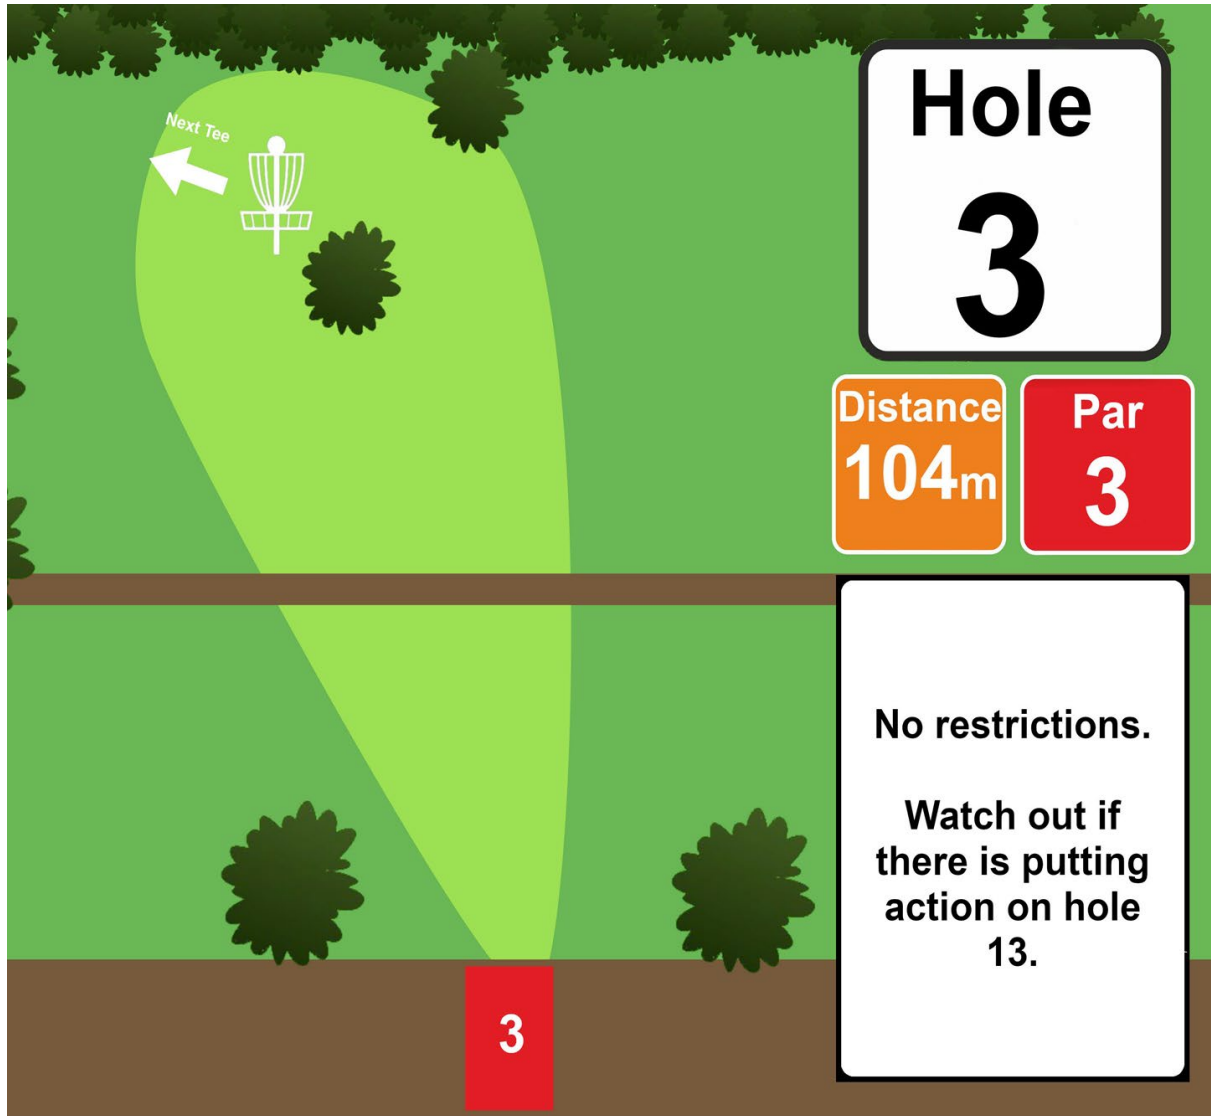 Next Tee
Hole
3
Distance
104m
Par
3
No restrictions.
Watch out if
there is putting
action on hole
13.
3